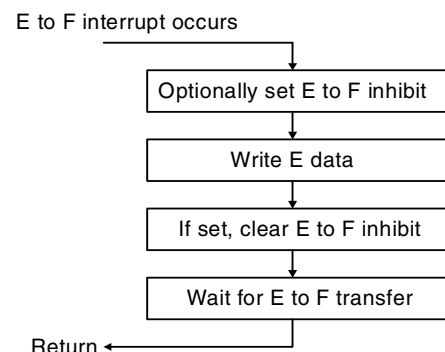 E to F interrupt occurs
Optionally set E to F inhibit
Write E data
If set, clear E to F inhibit
Wait for E to F transfer
Return